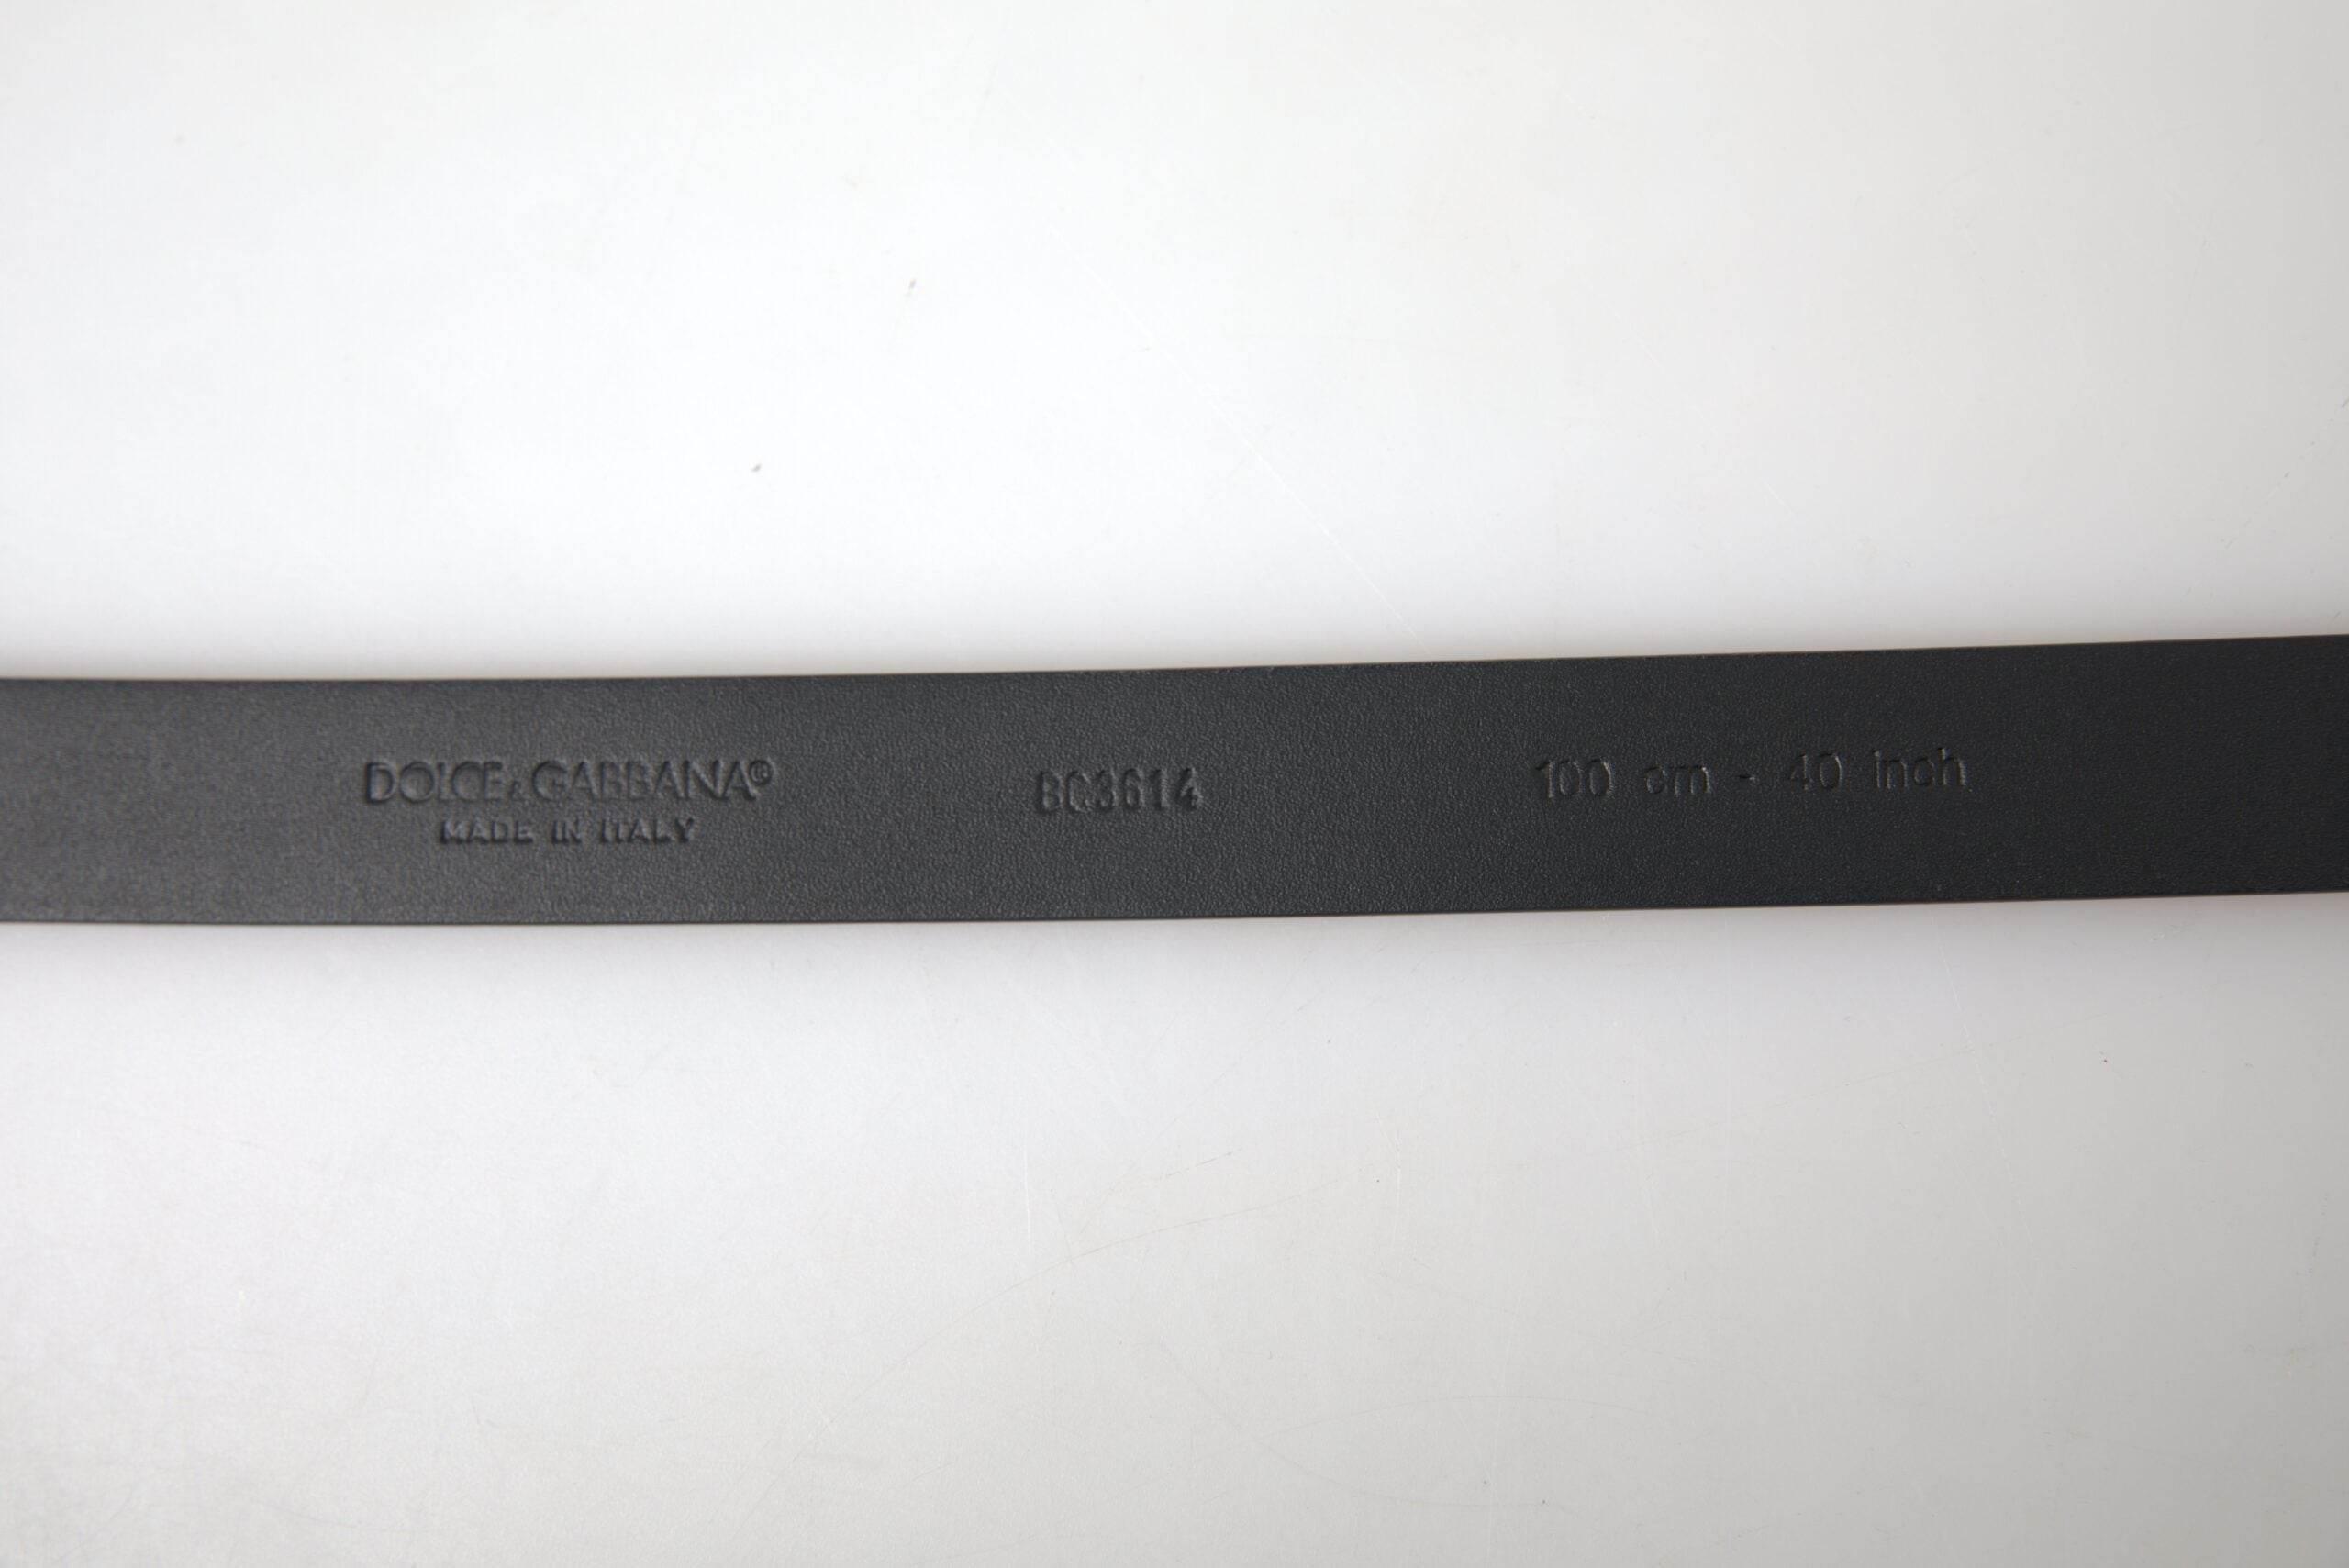 DOLCE & GABBANA®
MADE IN ITALY
BC3614
100 cm - 40 inch